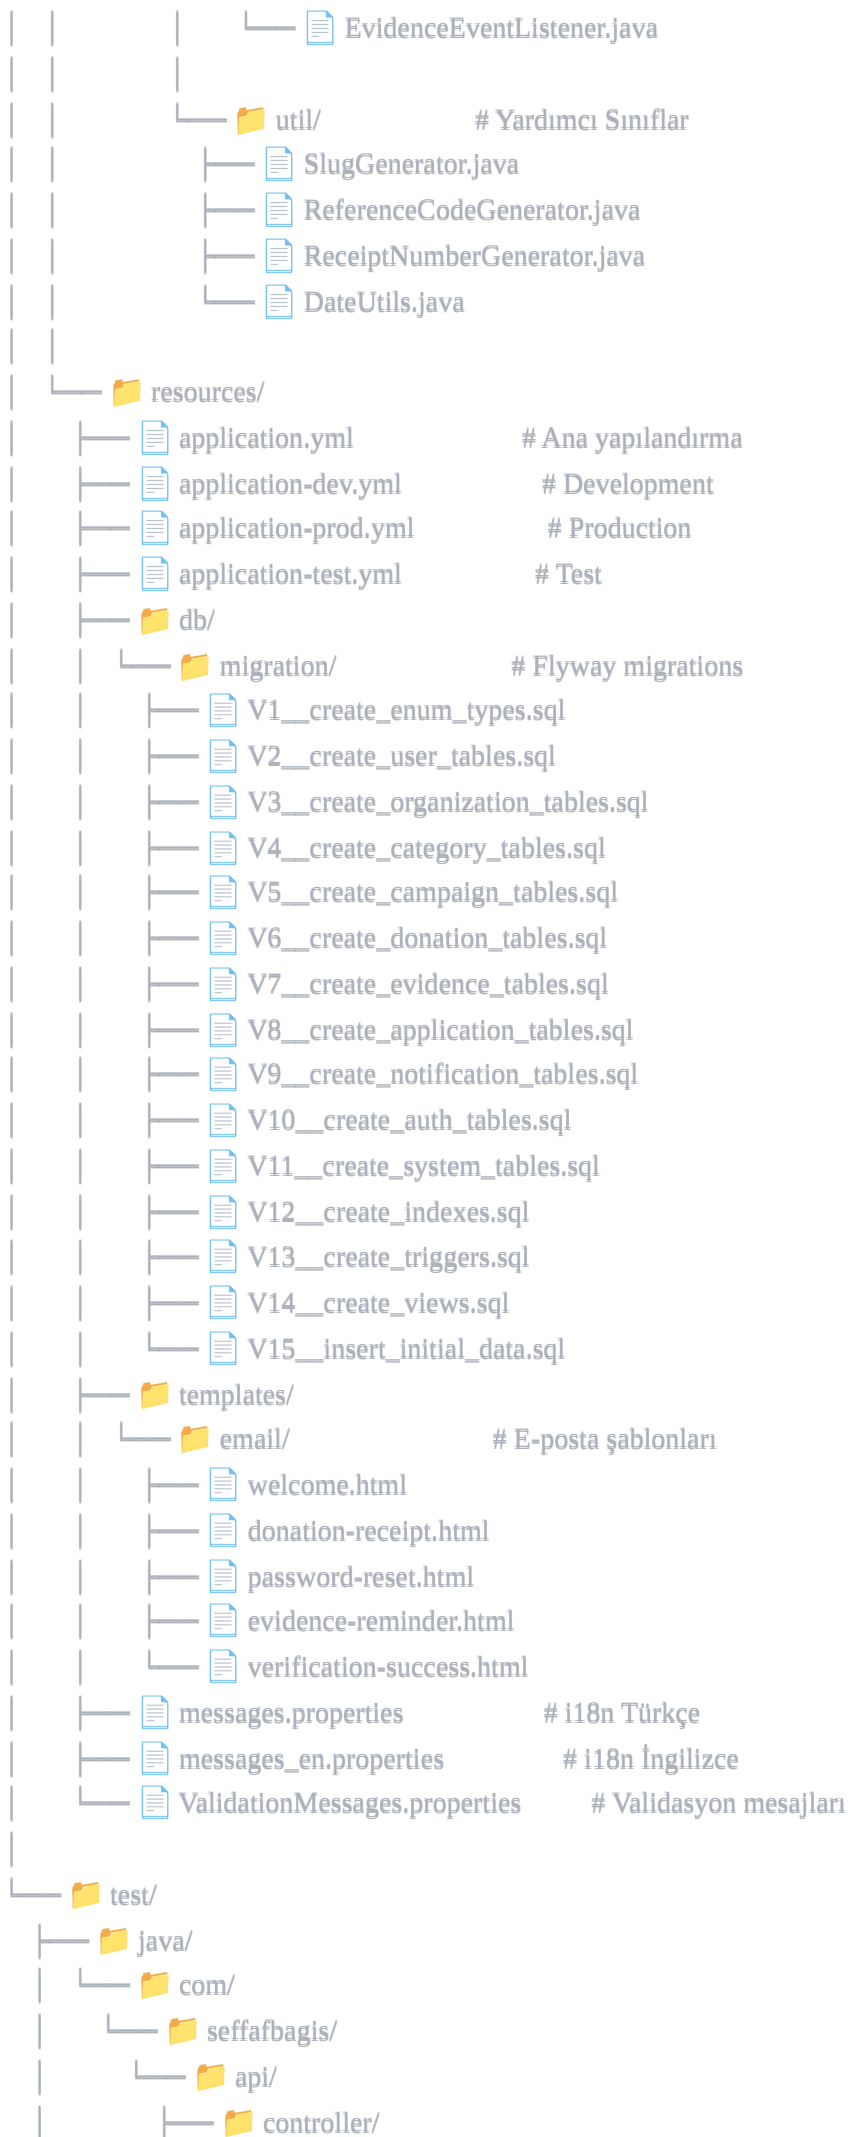 EvidenceEventListener.java
util/ # Yardımcı Sınıflar
SlugGenerator.java
ReferenceCodeGenerator.java
ReceiptNumberGenerator.java
DateUtils.java
resources/
application.yml # Ana yapılandırma
application-dev.yml # Development
application-prod.yml # Production
application-test.yml # Test
db/
migration/ # Flyway migrations
V1__create_enum_types.sql
V2__create_user_tables.sql
V3__create_organization_tables.sql
V4__create_category_tables.sql
V5__create_campaign_tables.sql
V6__create_donation_tables.sql
V7__create_evidence_tables.sql
V8__create_application_tables.sql
V9__create_notification_tables.sql
V10__create_auth_tables.sql
V11__create_system_tables.sql
V12__create_indexes.sql
V13__create_triggers.sql
V14__create_views.sql
V15__insert_initial_data.sql
templates/
email/ # E-posta şablonları
welcome.html
donation-receipt.html
password-reset.html
evidence-reminder.html
verification-success.html
messages.properties # i18n Türkçe
messages_en.properties # i18n İngilizce
ValidationMessages.properties # Validasyon mesajları
test/
java/
com/
seffafbagis/
api/
controller/